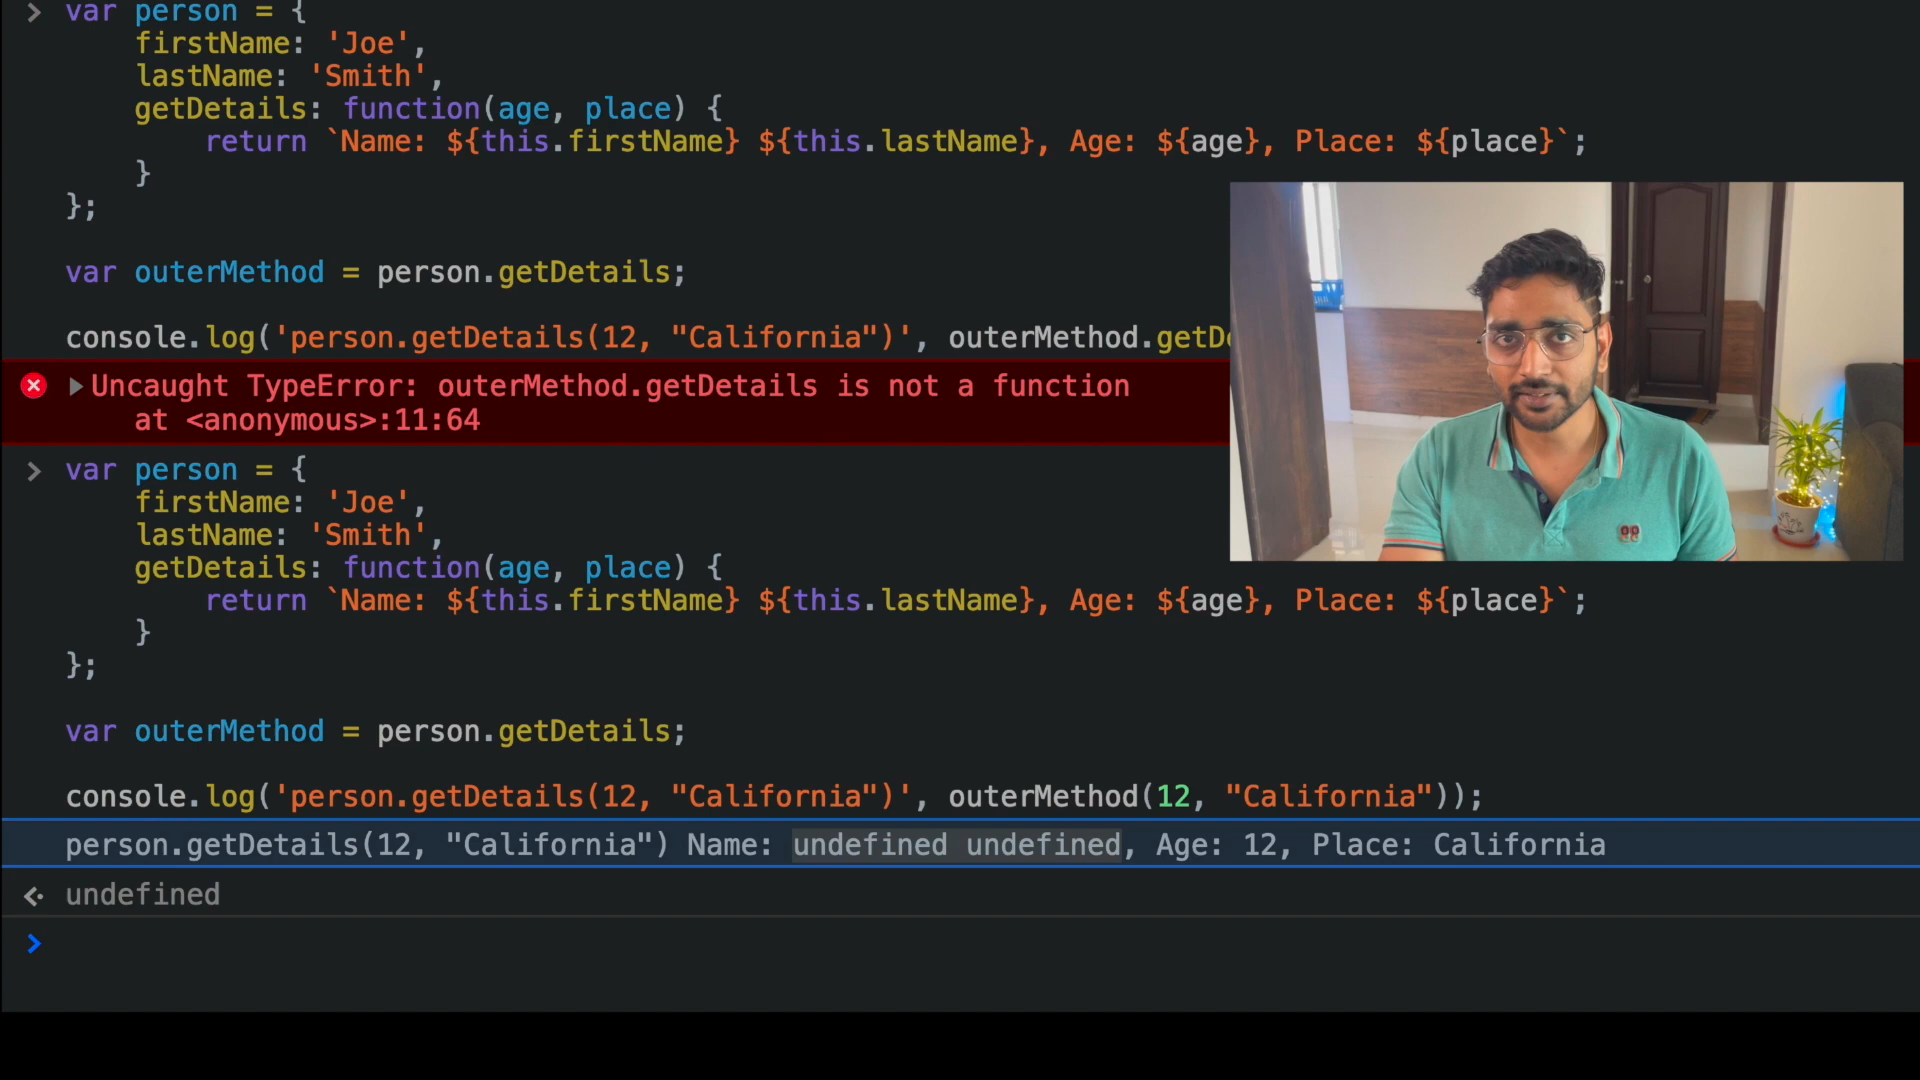 > var person = {
firstName: 'Joe',
lastName: 'Smith',
getDetails: function(age, place) {
return `Name: ${this.firstName} ${this.lastName}, Age: ${age}, Place: ${place}`;
}
};
var outerMethod = person.getDetails;
console.log('person.getDetails(12, "California")', outerMethod.getD
Uncaught TypeError: outerMethod.getDetails is not a function
at <anonymous>:11:64
> var person = {
firstName: 'Joe',
lastName: 'Smith',
getDetails: function(age, place) {
return `Name: ${this.firstName} ${this.lastName}, Age: ${age}, Place: ${place}`;
}
};
var outerMethod = person.getDetails;
console.log('person.getDetails(12, "California")', outerMethod(12, "California"));
person.getDetails(12, "California") Name: undefined undefined, Age: 12, Place: California
undefined
>